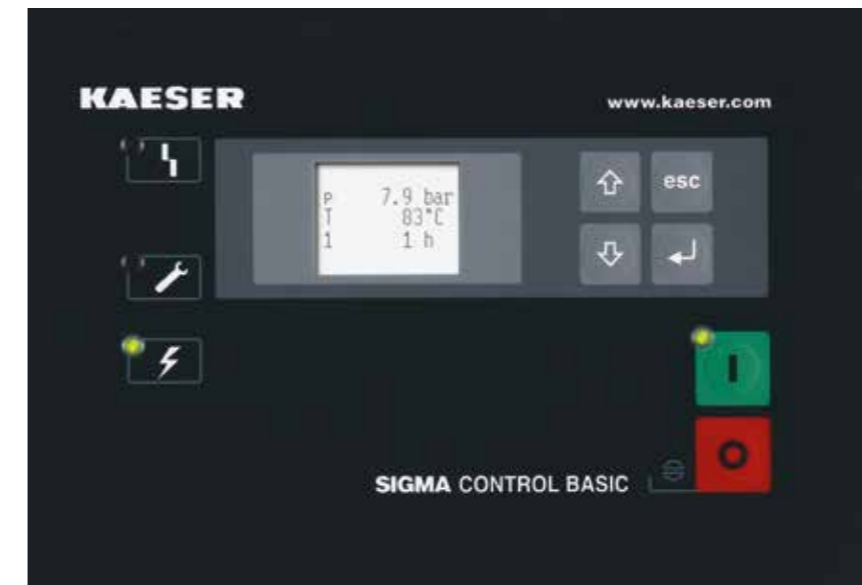 KAESER
www.kaeser.com
P 7.9 bar
T 83°C
1 1 h
esc
I
O
SIGMA CONTROL BASIC